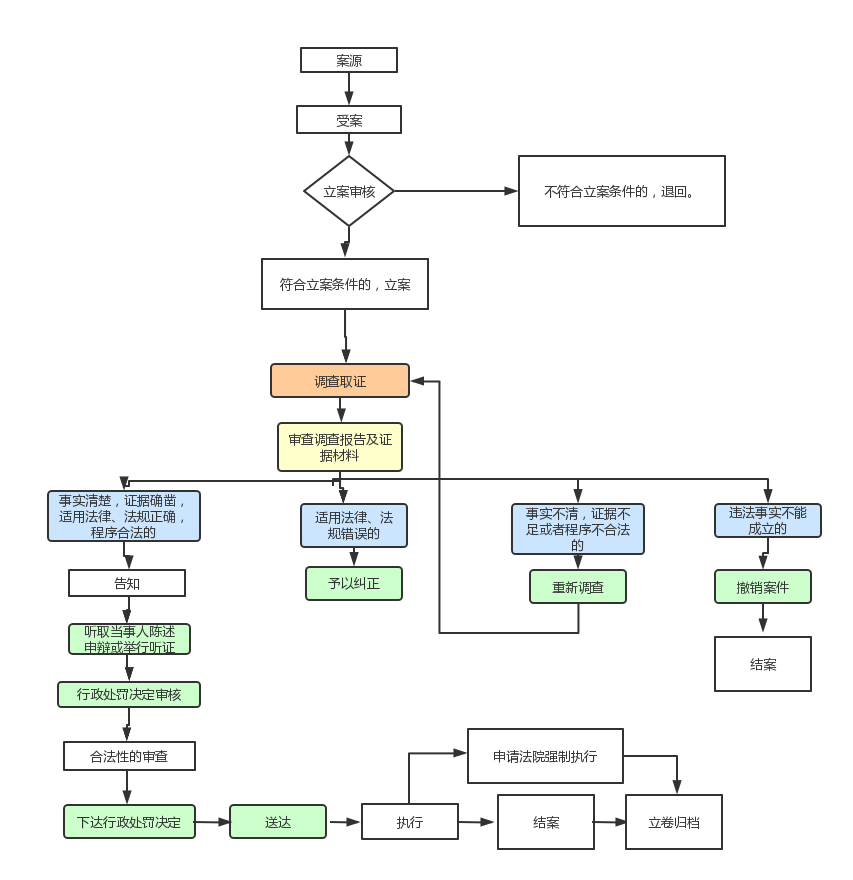 案源
受案
立案审核
不符合立案条件的，退回。
符合立案条件的，立案
调查取证
审查调查报告及证
据材料
事实清楚，证据确凿，
适用法律、法规正确，
程序合法的
适用法律、法
规错误的
事实不清，证据不
足或者程序不合法
的
违法事实不能
成立的
告知
予以纠正
重新调查
撤销案件
听取当事人陈述
申辩或举行听证
结案
行政处罚决定审核
合法性的审查
申请法院强制执行
下达行政处罚决定
送达
执行
结案
立卷归档